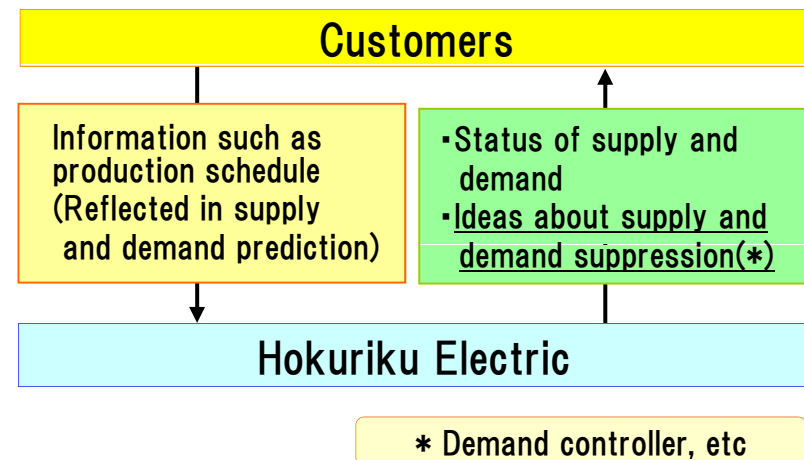 Customers
Information such as
production schedule
(Reflected in supply
and demand prediction)
▪Status of supply and
demand
▪Ideas about supply and
demand suppression(*)
Hokuriku Electric
* Demand controller, etc